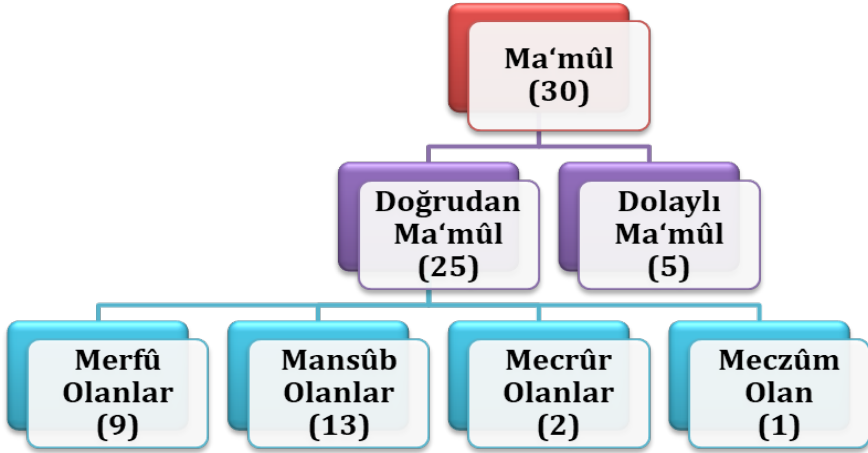 Ma‘mûl
(30)
Doğrudan
Ma‘mûl
(25)
Dolaylı
Ma‘mûl
(5)
Merfû
Olanlar
(9)
Mansûb
Olanlar
(13)
Mecrûr
Olanlar
(2)
Meczûm
Olan
(1)